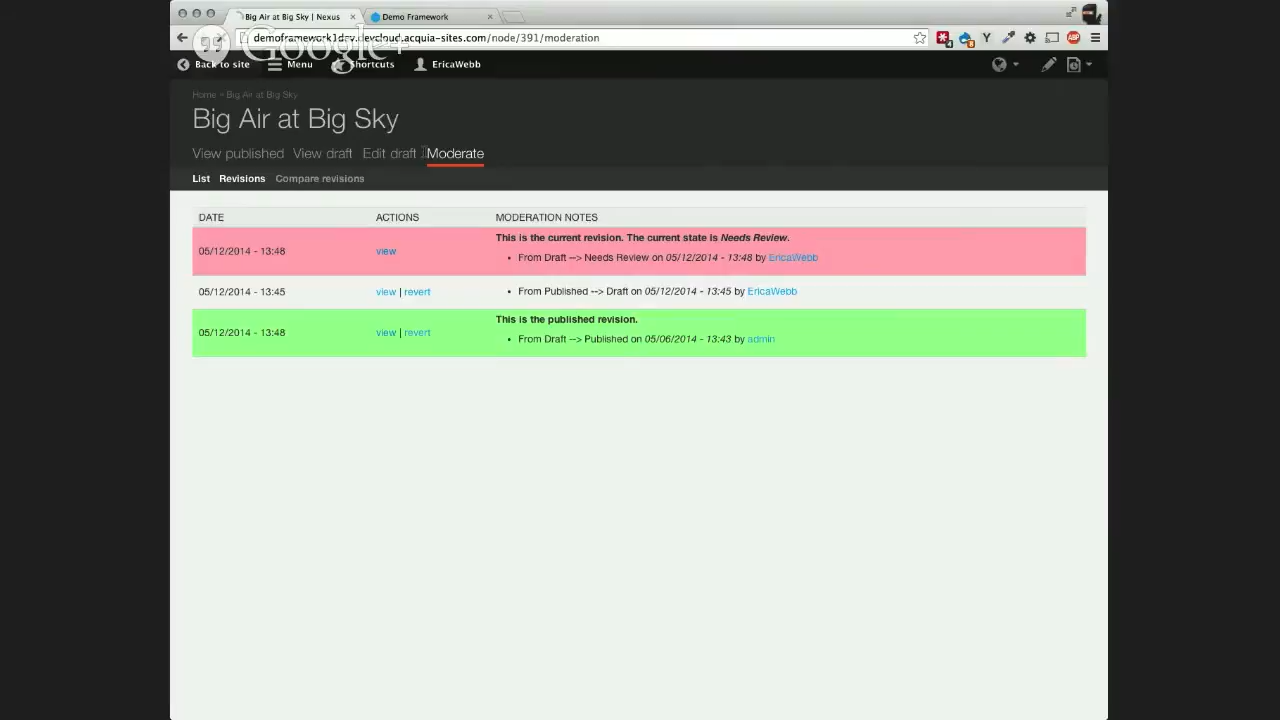 Big Air at Big Sky | Nexus
Demo Framework
demoframework1dev.devcloud.acquia-sites.com/node/391/moderation
Google+
Back to site Menu Shortcuts EricaWebb
Home » Big Air at Big Sky
Big Air at Big Sky
View published View draft Edit draft Moderate
List Revisions Compare revisions
DATE ACTIONS MODERATION NOTES
This is the current revision. The current state is Needs Review.
05/12/2014 - 13:48 view
• From Draft --> Needs Review on 05/12/2014 - 13:48 by EricaWebb
05/12/2014 - 13:45 view | revert • From Published --> Draft on 05/12/2014 - 13:45 by EricaWebb
This is the published revision.
05/12/2014 - 13:48 view | revert
• From Draft --> Published on 05/06/2014 - 13:43 by admin